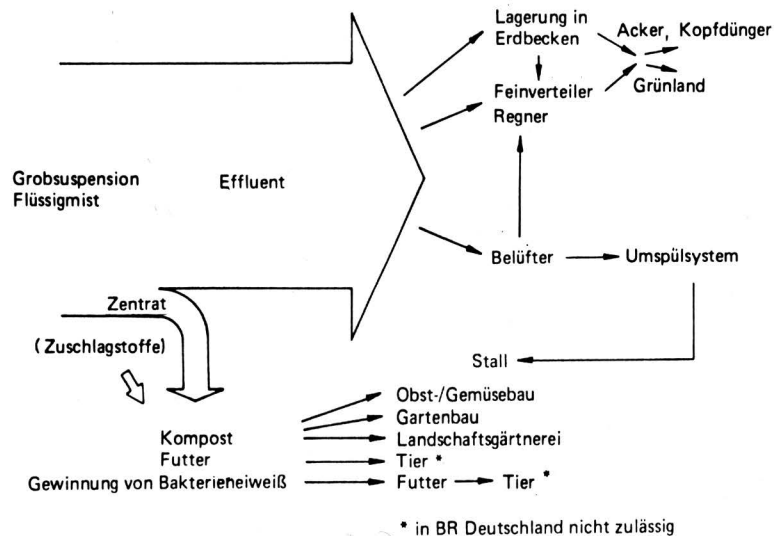 Lagerung in
Erdbecken
Acker, Kopfdünger
Grünland
Feinverteiler
Regner
Grobsuspension
Flüssigmist
Effluent
Belüfter
Umspülsystem
Zentrat
(Zuschlagstoffe)
Stall
Obst-/Gemüsebau
Gartenbau
Kompost
Landschaftsgärtnerei
Futter
Tier *
Gewinnung von Bakterieneiweiß
Futter
Tier *
* in BR Deutschland nicht zulässig